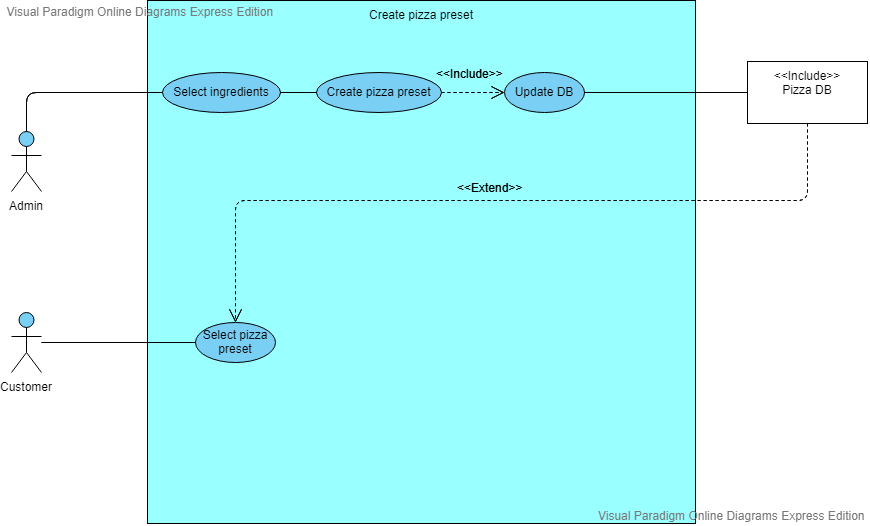 Visual Paradigm Online Diagrams Express Edition
Create pizza preset
<<Include>>
Select ingredients
Create pizza preset
Update DB
<<Include>>
Pizza DB
Admin
<<Extend>>
Select pizza
preset
Customer
Visual Paradigm Online Diagrams Express Edition